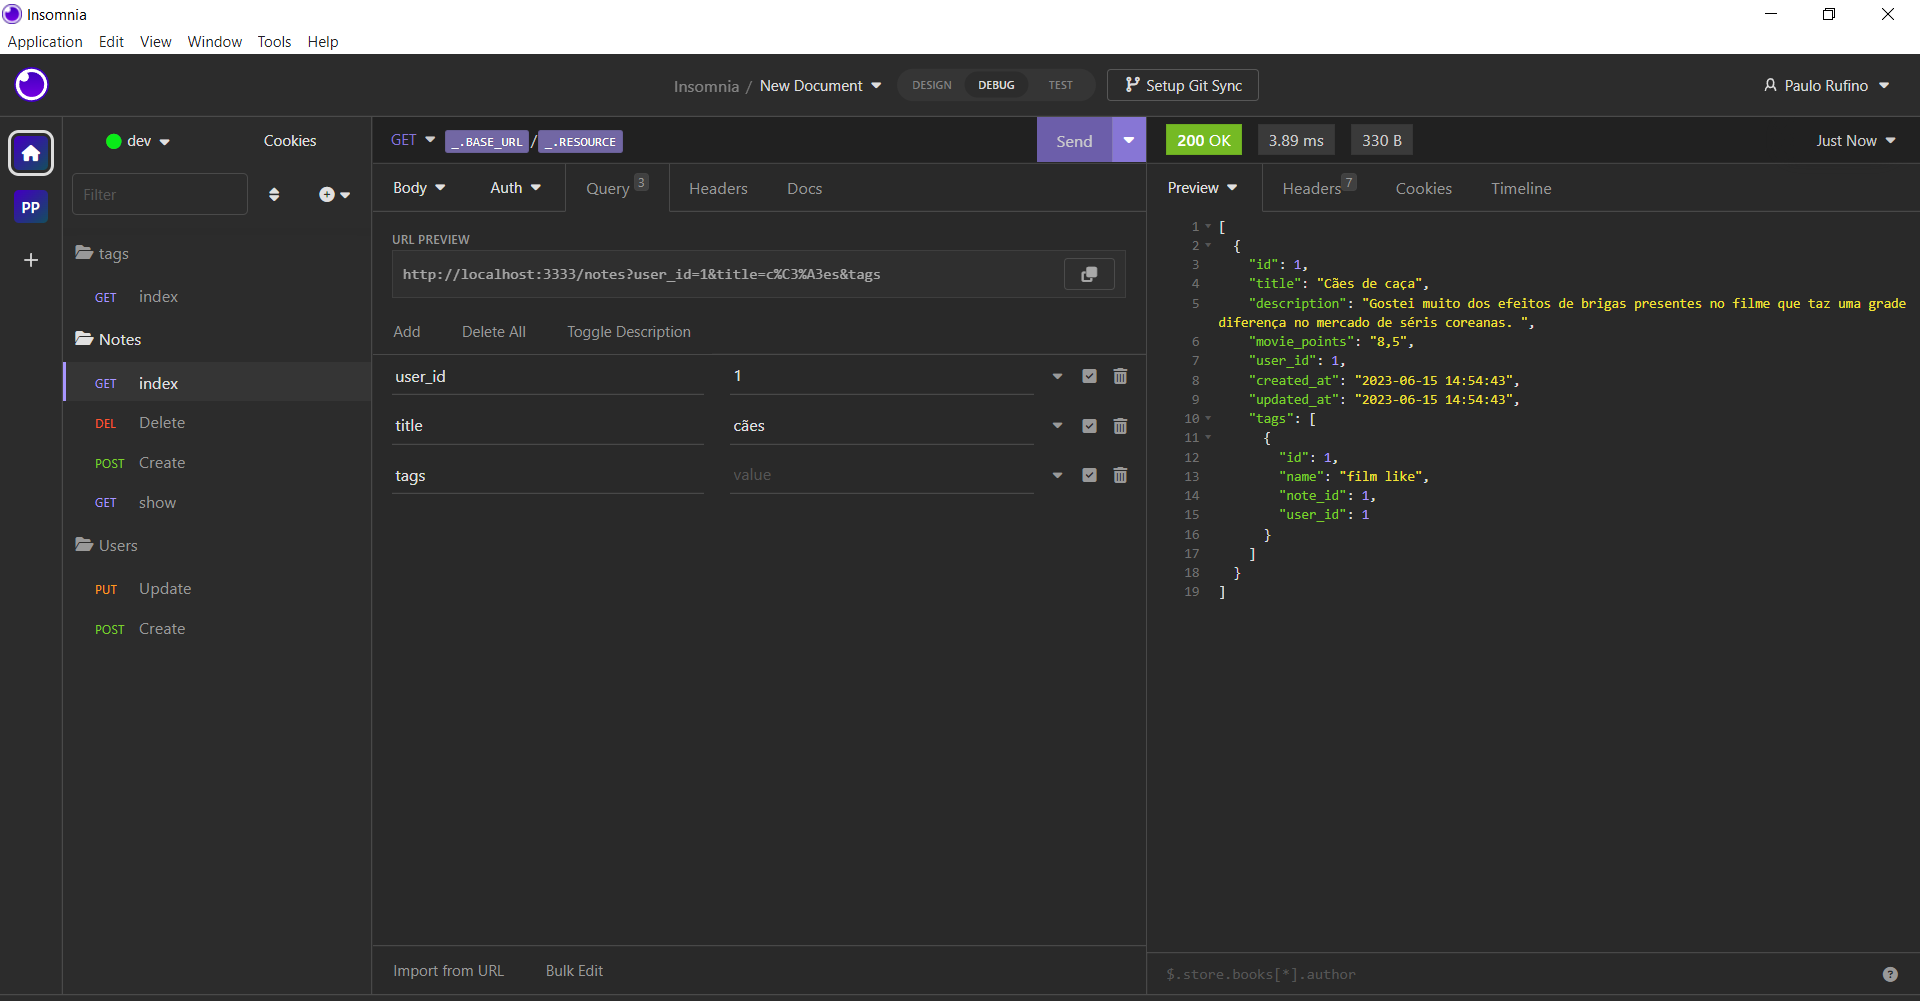 Insomnia
Application Edit View Window Tools Help
Insomnia / New Document DESIGN DEBUG TEST Setup Git Sync Paulo Rufino
dev Cookies
GET _.BASE_URL / _.RESOURCE Send
200 OK 3.89 ms 330 B Just Now
PP
Filter
Body Auth Query 3 Headers Docs
Preview Headers 7 Cookies Timeline
tags
GET index
Notes
GET index
DEL Delete
POST Create
GET show
Users
PUT Update
POST Create
URL PREVIEW
http://localhost:3333/notes?user_id=1&title=c%C3%A3es&tags
Add Delete All Toggle Description
user_id 1
title cães
tags value
Import from URL Bulk Edit
1 [
2 {
3 "id": 1,
4 "title": "Cães de caça",
5 "description": "Gostei muito dos efeitos de brigas presentes no filme que taz uma grade
diferença no mercado de séris coreanas. ",
6 "movie_points": "8,5",
7 "user_id": 1,
8 "created_at": "2023-06-15 14:54:43",
9 "updated_at": "2023-06-15 14:54:43",
10 "tags": [
11 {
12 "id": 1,
13 "name": "film like",
14 "note_id": 1,
15 "user_id": 1
16 }
17 ]
18 }
19 ]
$.store.books[*].author